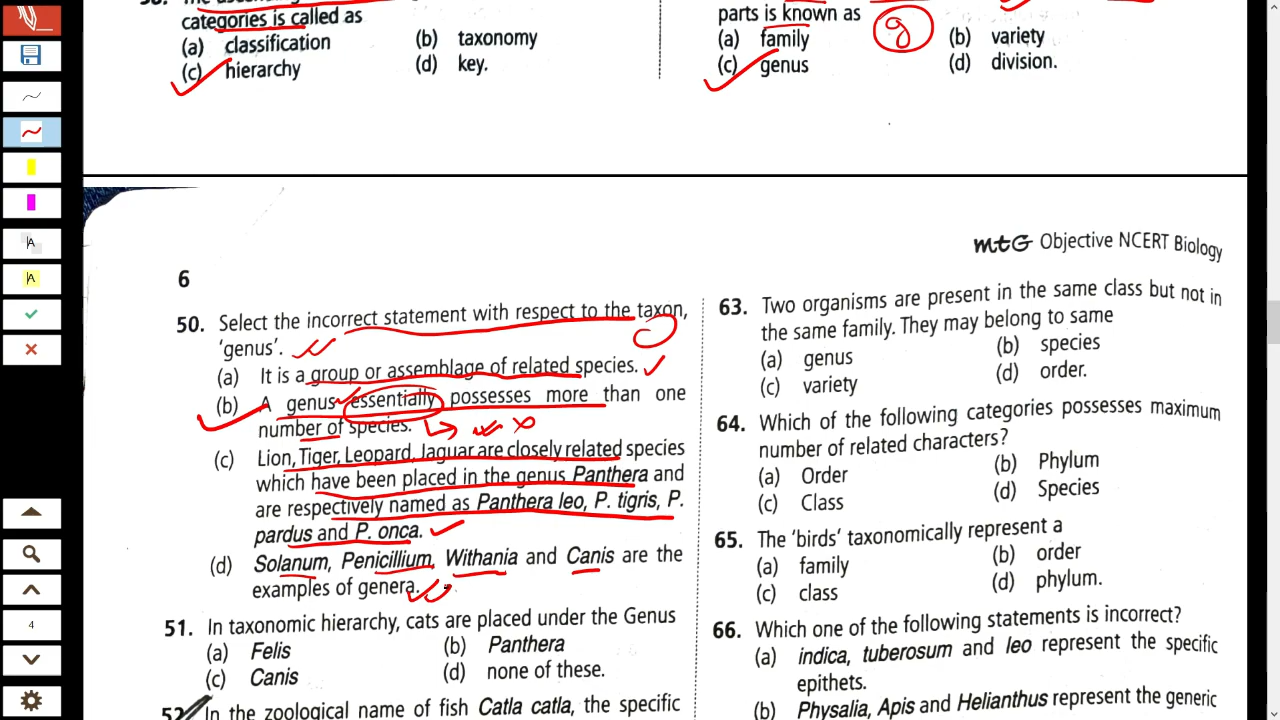 categories is called as
(a) classification (b) taxonomy
(c) hierarchy (d) key.
parts is known as
(a) family (b) variety
(c) genus (d) division.
g
mtG Objective NCERT Biology
6
50. Select the incorrect statement with respect to the taxon,
'genus'.
(a) It is a group or assemblage of related species.
(b) A genus essentially possesses more than one
number of species.
(c) Lion, Tiger, Leopard, Jaguar are closely related species
which have been placed in the genus Panthera and
are respectively named as Panthera leo, P. tigris, P.
pardus and P. onca.
(d) Solanum, Penicillium, Withania and Canis are the
examples of genera.
51. In taxonomic hierarchy, cats are placed under the Genus
(a) Felis (b) Panthera
(c) Canis (d) none of these.
52. In the zoological name of fish Catla catla, the specific
63. Two organisms are present in the same class but not in
the same family. They may belong to same
(a) genus (b) species
(c) variety (d) order.
64. Which of the following categories possesses maximum
number of related characters?
(a) Order (b) Phylum
(c) Class (d) Species
65. The 'birds' taxonomically represent a
(a) family (b) order
(c) class (d) phylum.
66. Which one of the following statements is incorrect?
(a) indica, tuberosum and leo represent the specific
epithets.
(b) Physalia, Apis and Helianthus represent the generic
A
A
4